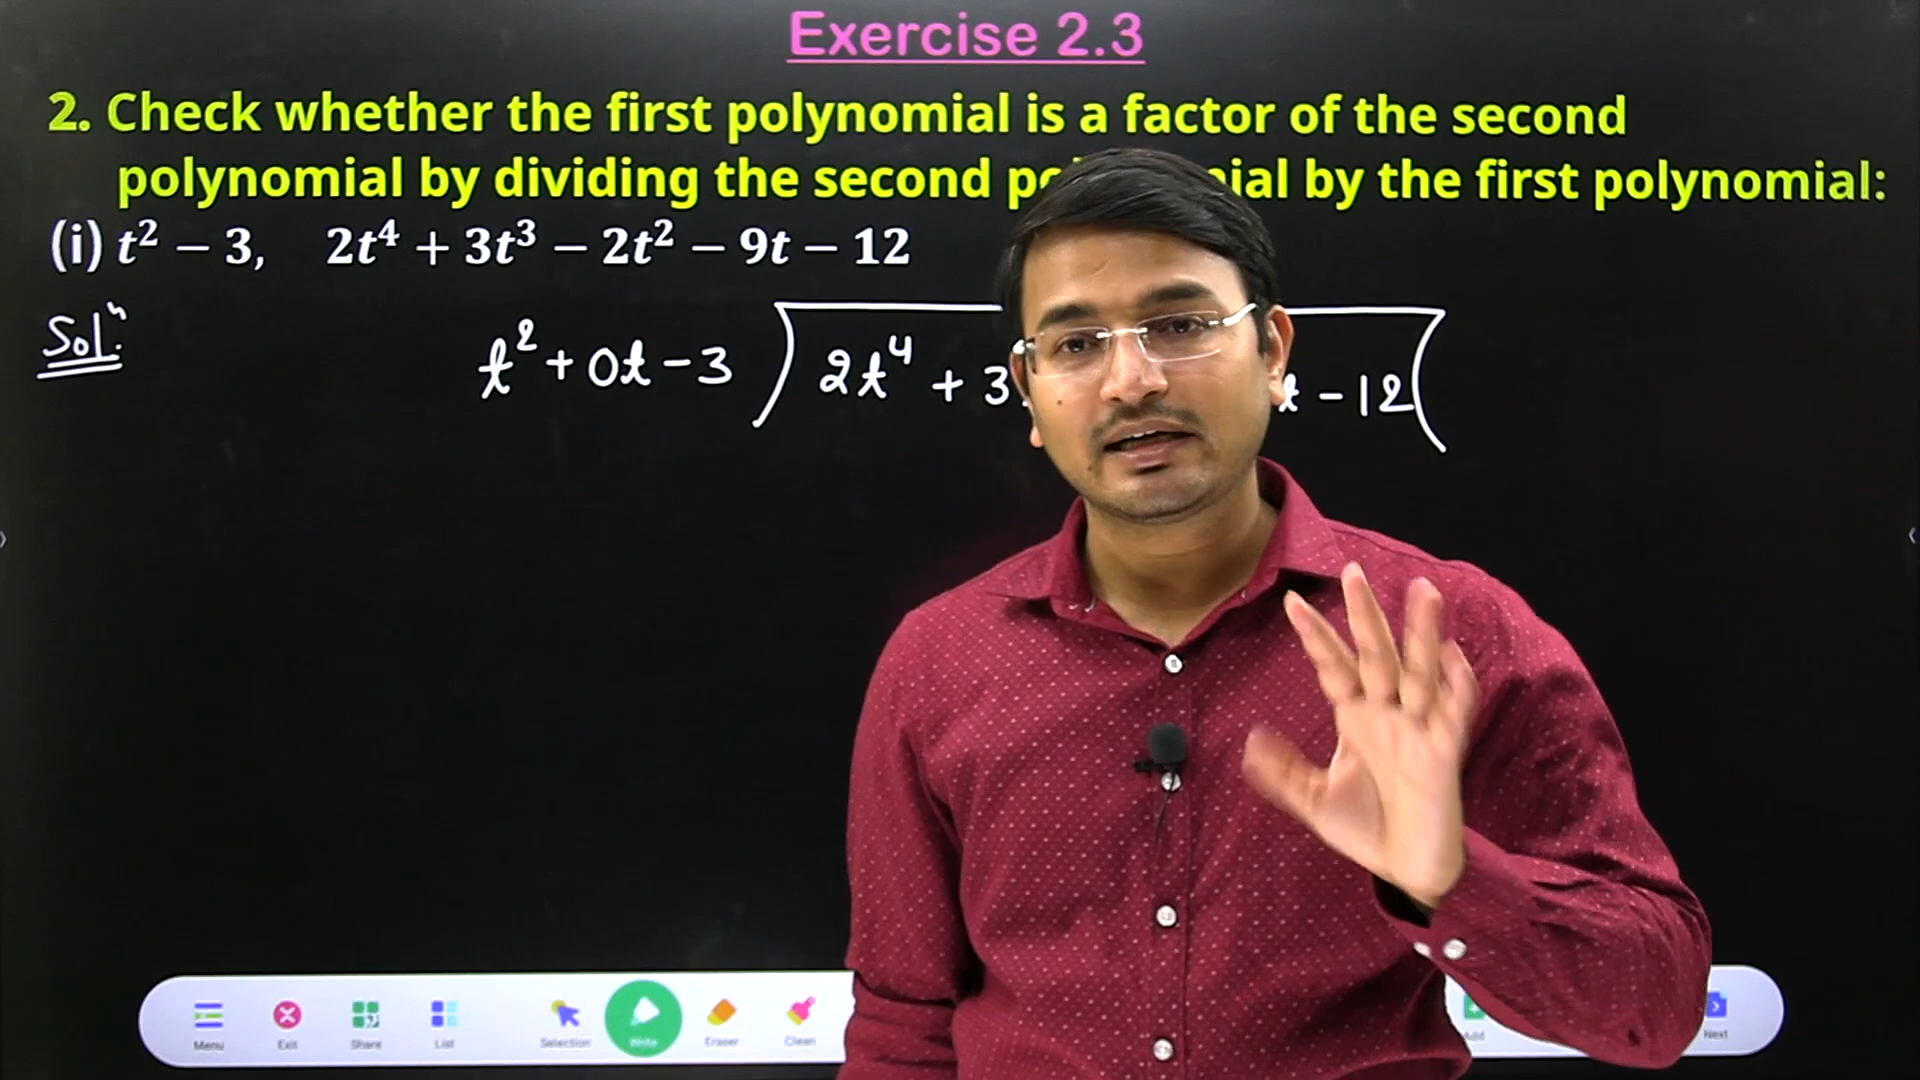 Exercise 2.3
2. Check whether the first polynomial is a factor of the second
polynomial by dividing the second po ial by the first polynomial:
(i) t² − 3, 2t⁴ + 3t³ − 2t² − 9t − 12
Solⁿ:
t² + 0t − 3 ) 2t⁴ + 3 t − 12 (
Menu Exit Share List Selection Write Eraser Clean Add Next